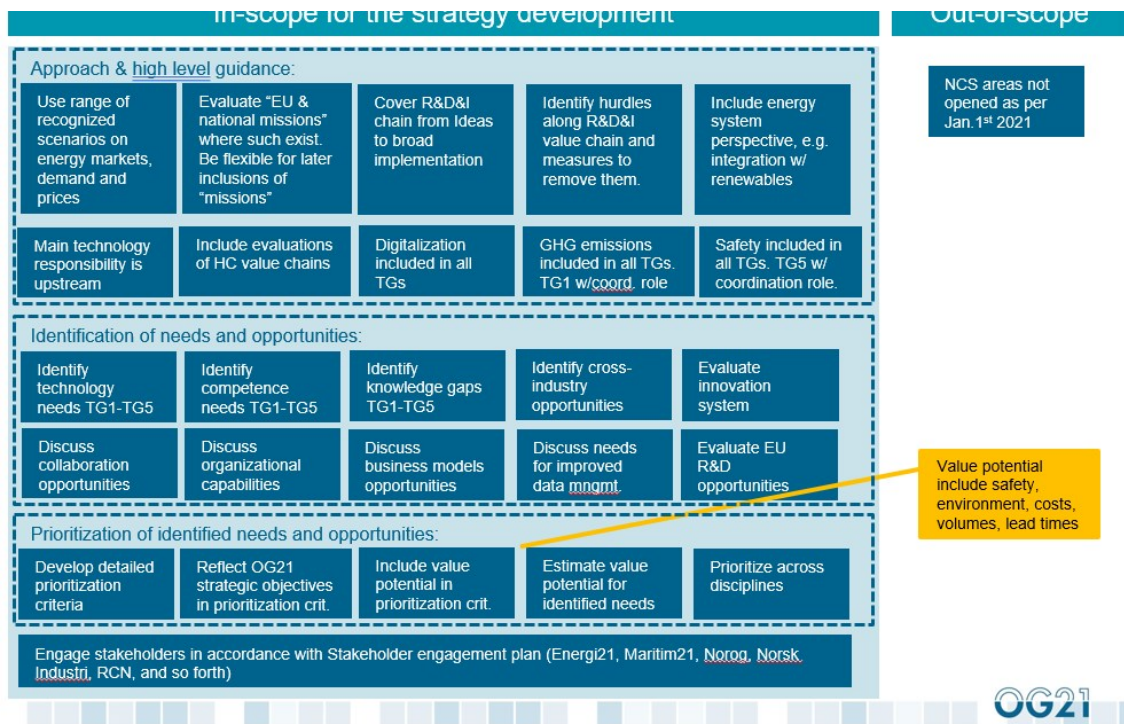 In-scope for the strategy development
Out-of-scope
Approach & high level guidance:
Use range of
recognized
scenarios on
energy markets,
demand and
prices
Evaluate “EU &
national missions”
where such exist.
Be flexible for later
inclusions of
“missions”
Cover R&D&I
chain from Ideas
to broad
implementation
Identify hurdles
along R&D&I
value chain and
measures to
remove them.
Include energy
system
perspective, e.g.
integration w/
renewables
NCS areas not
opened as per
Jan.1st 2021
Main technology
responsibility is
upstream
Include evaluations
of HC value chains
Digitalization
included in all
TGs
GHG emissions
included in all TGs.
TG1 w/coord. role
Safety included in
all TGs. TG5 w/
coordination role.
Identification of needs and opportunities:
Identify
technology
needs TG1-TG5
Identify
competence
needs TG1-TG5
Identify
knowledge gaps
TG1-TG5
Identify cross-
industry
opportunities
Evaluate
innovation
system
Discuss
collaboration
opportunities
Discuss
organizational
capabilities
Discuss
business models
opportunities
Discuss needs
for improved
data mngmt.
Evaluate EU
R&D
opportunities
Value potential
include safety,
environment, costs,
volumes, lead times
Prioritization of identified needs and opportunities:
Develop detailed
prioritization
criteria
Reflect OG21
strategic objectives
in prioritization crit.
Include value
potential in
prioritization crit.
Estimate value
potential for
identified needs
Prioritize across
disciplines
Engage stakeholders in accordance with Stakeholder engagement plan (Energi21, Maritim21, Norog, Norsk
Industri, RCN, and so forth)
OG21